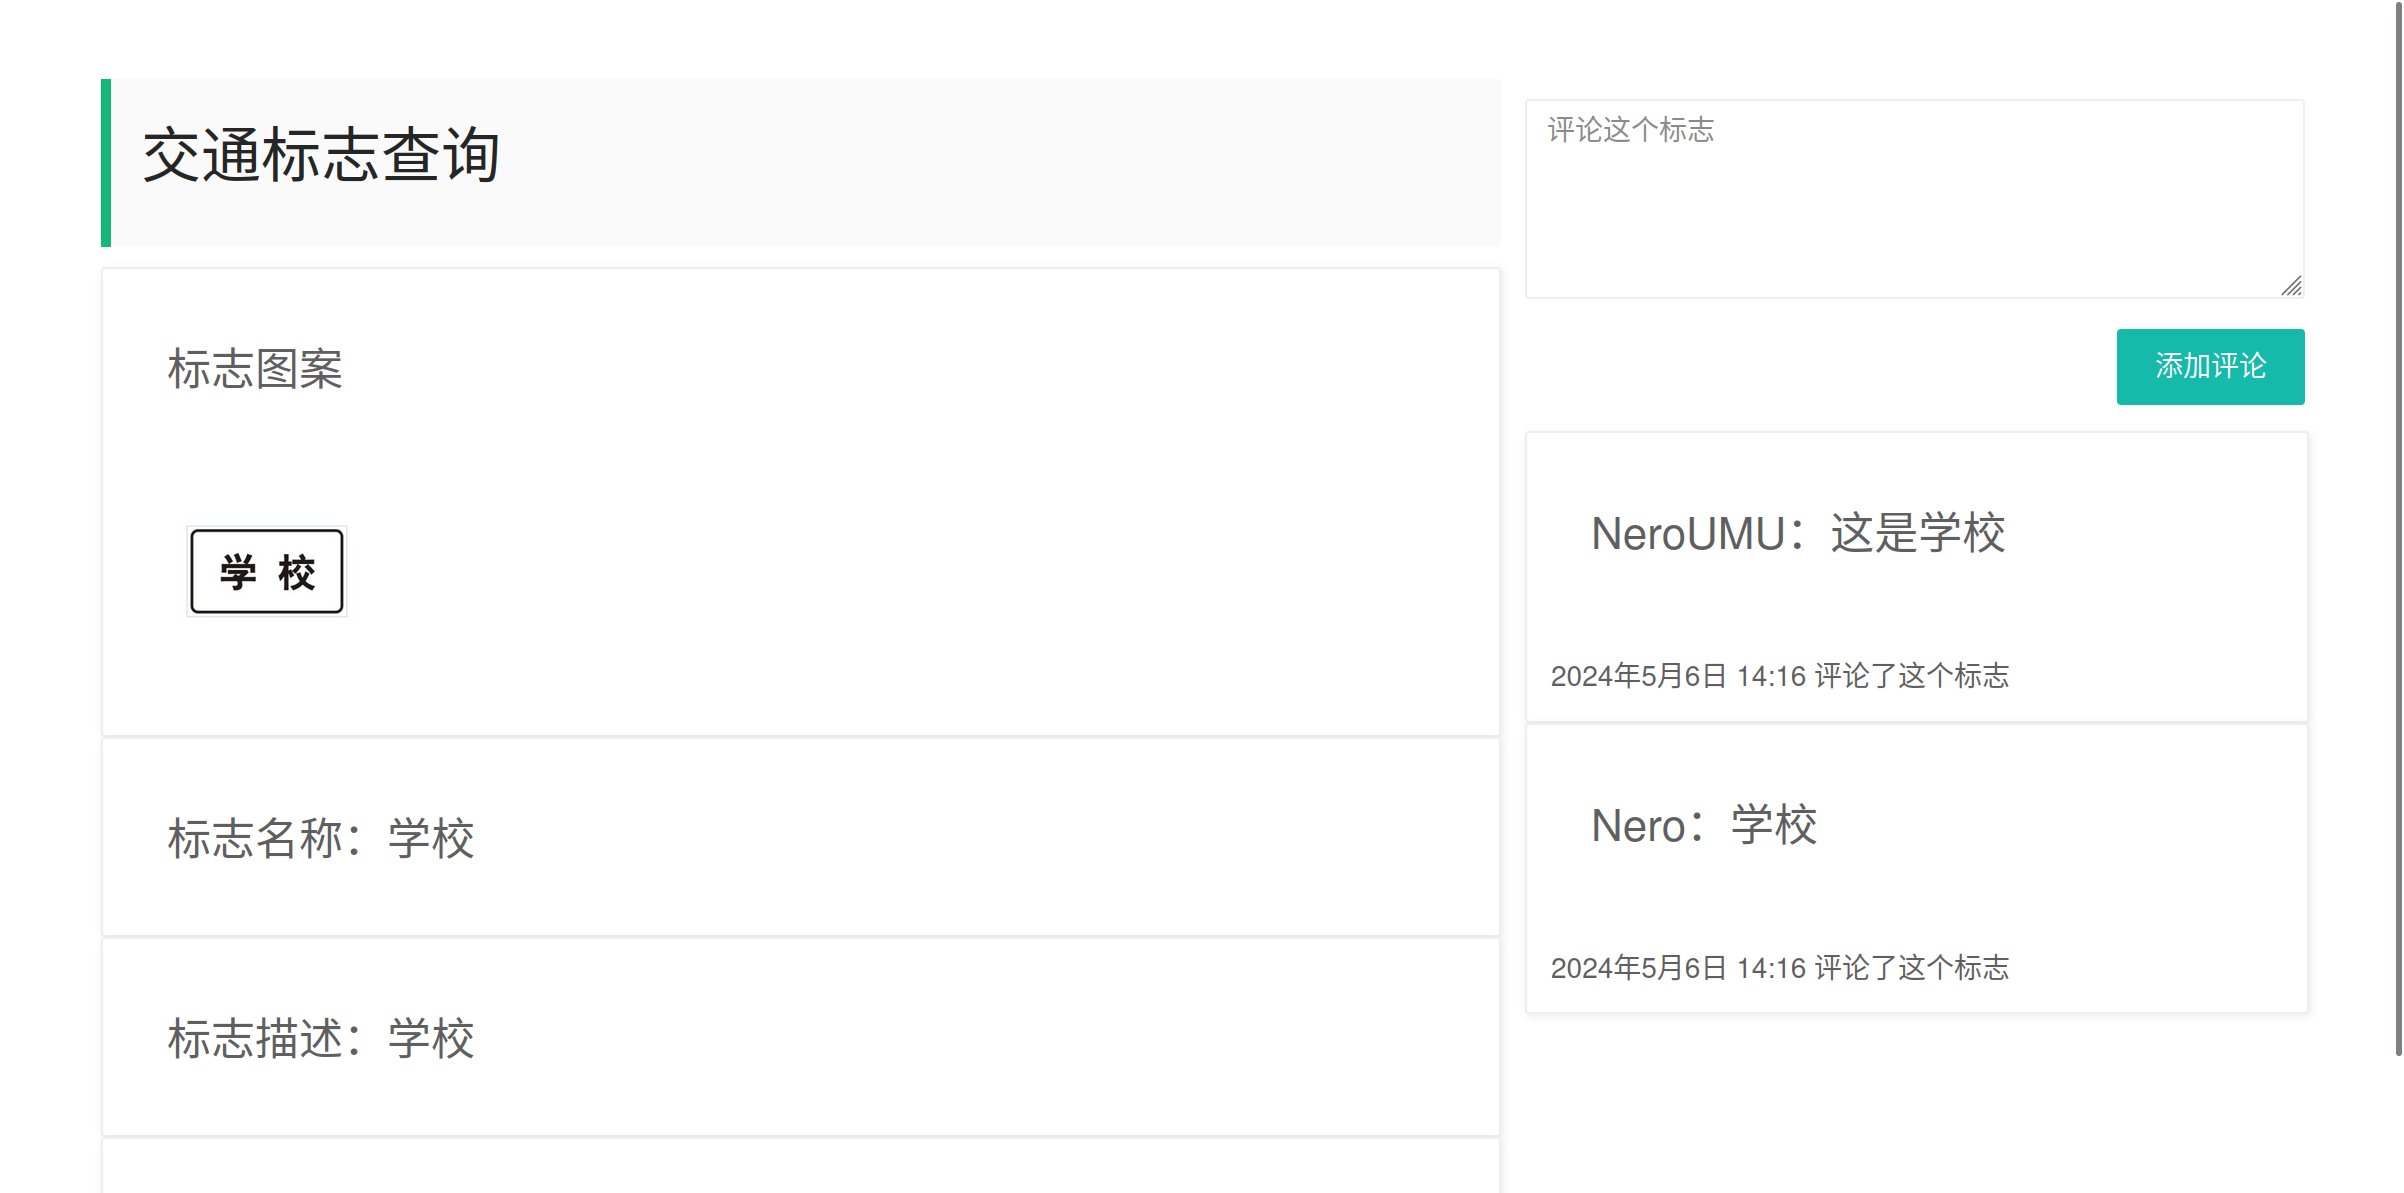 交通标志查询
标志图案
学 校
标志名称：学校
标志描述：学校
评论这个标志
添加评论
NeroUMU：这是学校
2024年5月6日 14:16 评论了这个标志
Nero：学校
2024年5月6日 14:16 评论了这个标志